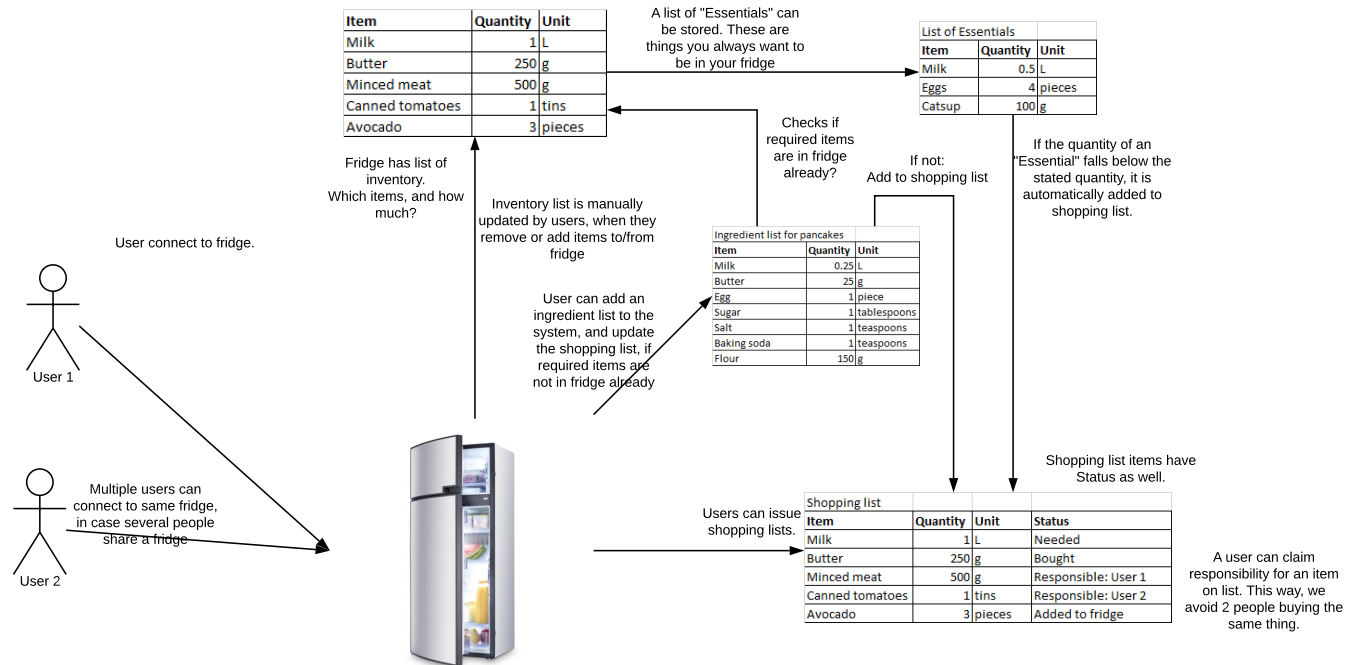 Item Quantity Unit
Milk 1 L
Butter 250 g
Minced meat 500 g
Canned tomatoes 1 tins
Avocado 3 pieces
A list of "Essentials" can
be stored. These are
things you always want to
be in your fridge
List of Essentials
Item Quantity Unit
Milk 0.5 L
Eggs 4 pieces
Catsup 100 g
Fridge has list of
inventory.
Which items, and how
much?
Inventory list is manually
updated by users, when they
remove or add items to/from
fridge
Checks if
required items
are in fridge
already?
If not:
Add to shopping list
If the quantity of an
"Essential" falls below the
stated quantity, it is
automatically added to
shopping list.
User connect to fridge.
User 1
User can add an
ingredient list to the
system, and update
the shopping list, if
required items are
not in fridge already
Ingredient list for pancakes
Item Quantity Unit
Milk 0.25 L
Butter 25 g
Egg 1 piece
Sugar 1 tablespoons
Salt 1 teaspoons
Baking soda 1 teaspoons
Flour 150 g
Multiple users can
connect to same fridge,
in case several people
share a fridge
User 2
Users can issue
shopping lists.
Shopping list items have
Status as well.
Shopping list
Item Quantity Unit Status
Milk 1 L Needed
Butter 250 g Bought
Minced meat 500 g Responsible: User 1
Canned tomatoes 1 tins Responsible: User 2
Avocado 3 pieces Added to fridge
A user can claim
responsibility for an item
on list. This way, we
avoid 2 people buying the
same thing.